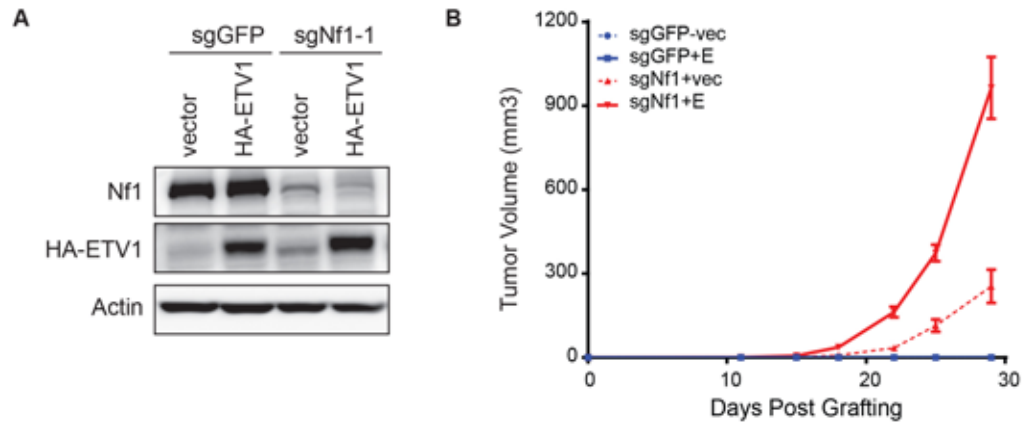 A
sgGFP
sgNf1-1
vector
HA-ETV1
vector
HA-ETV1
Nf1
HA-ETV1
Actin
B
1200
900
600
300
0
Tumor Volume (mm3)
sgGFP-vec
sgGFP+E
sgNf1+vec
sgNf1+E
0
10
20
30
Days Post Grafting